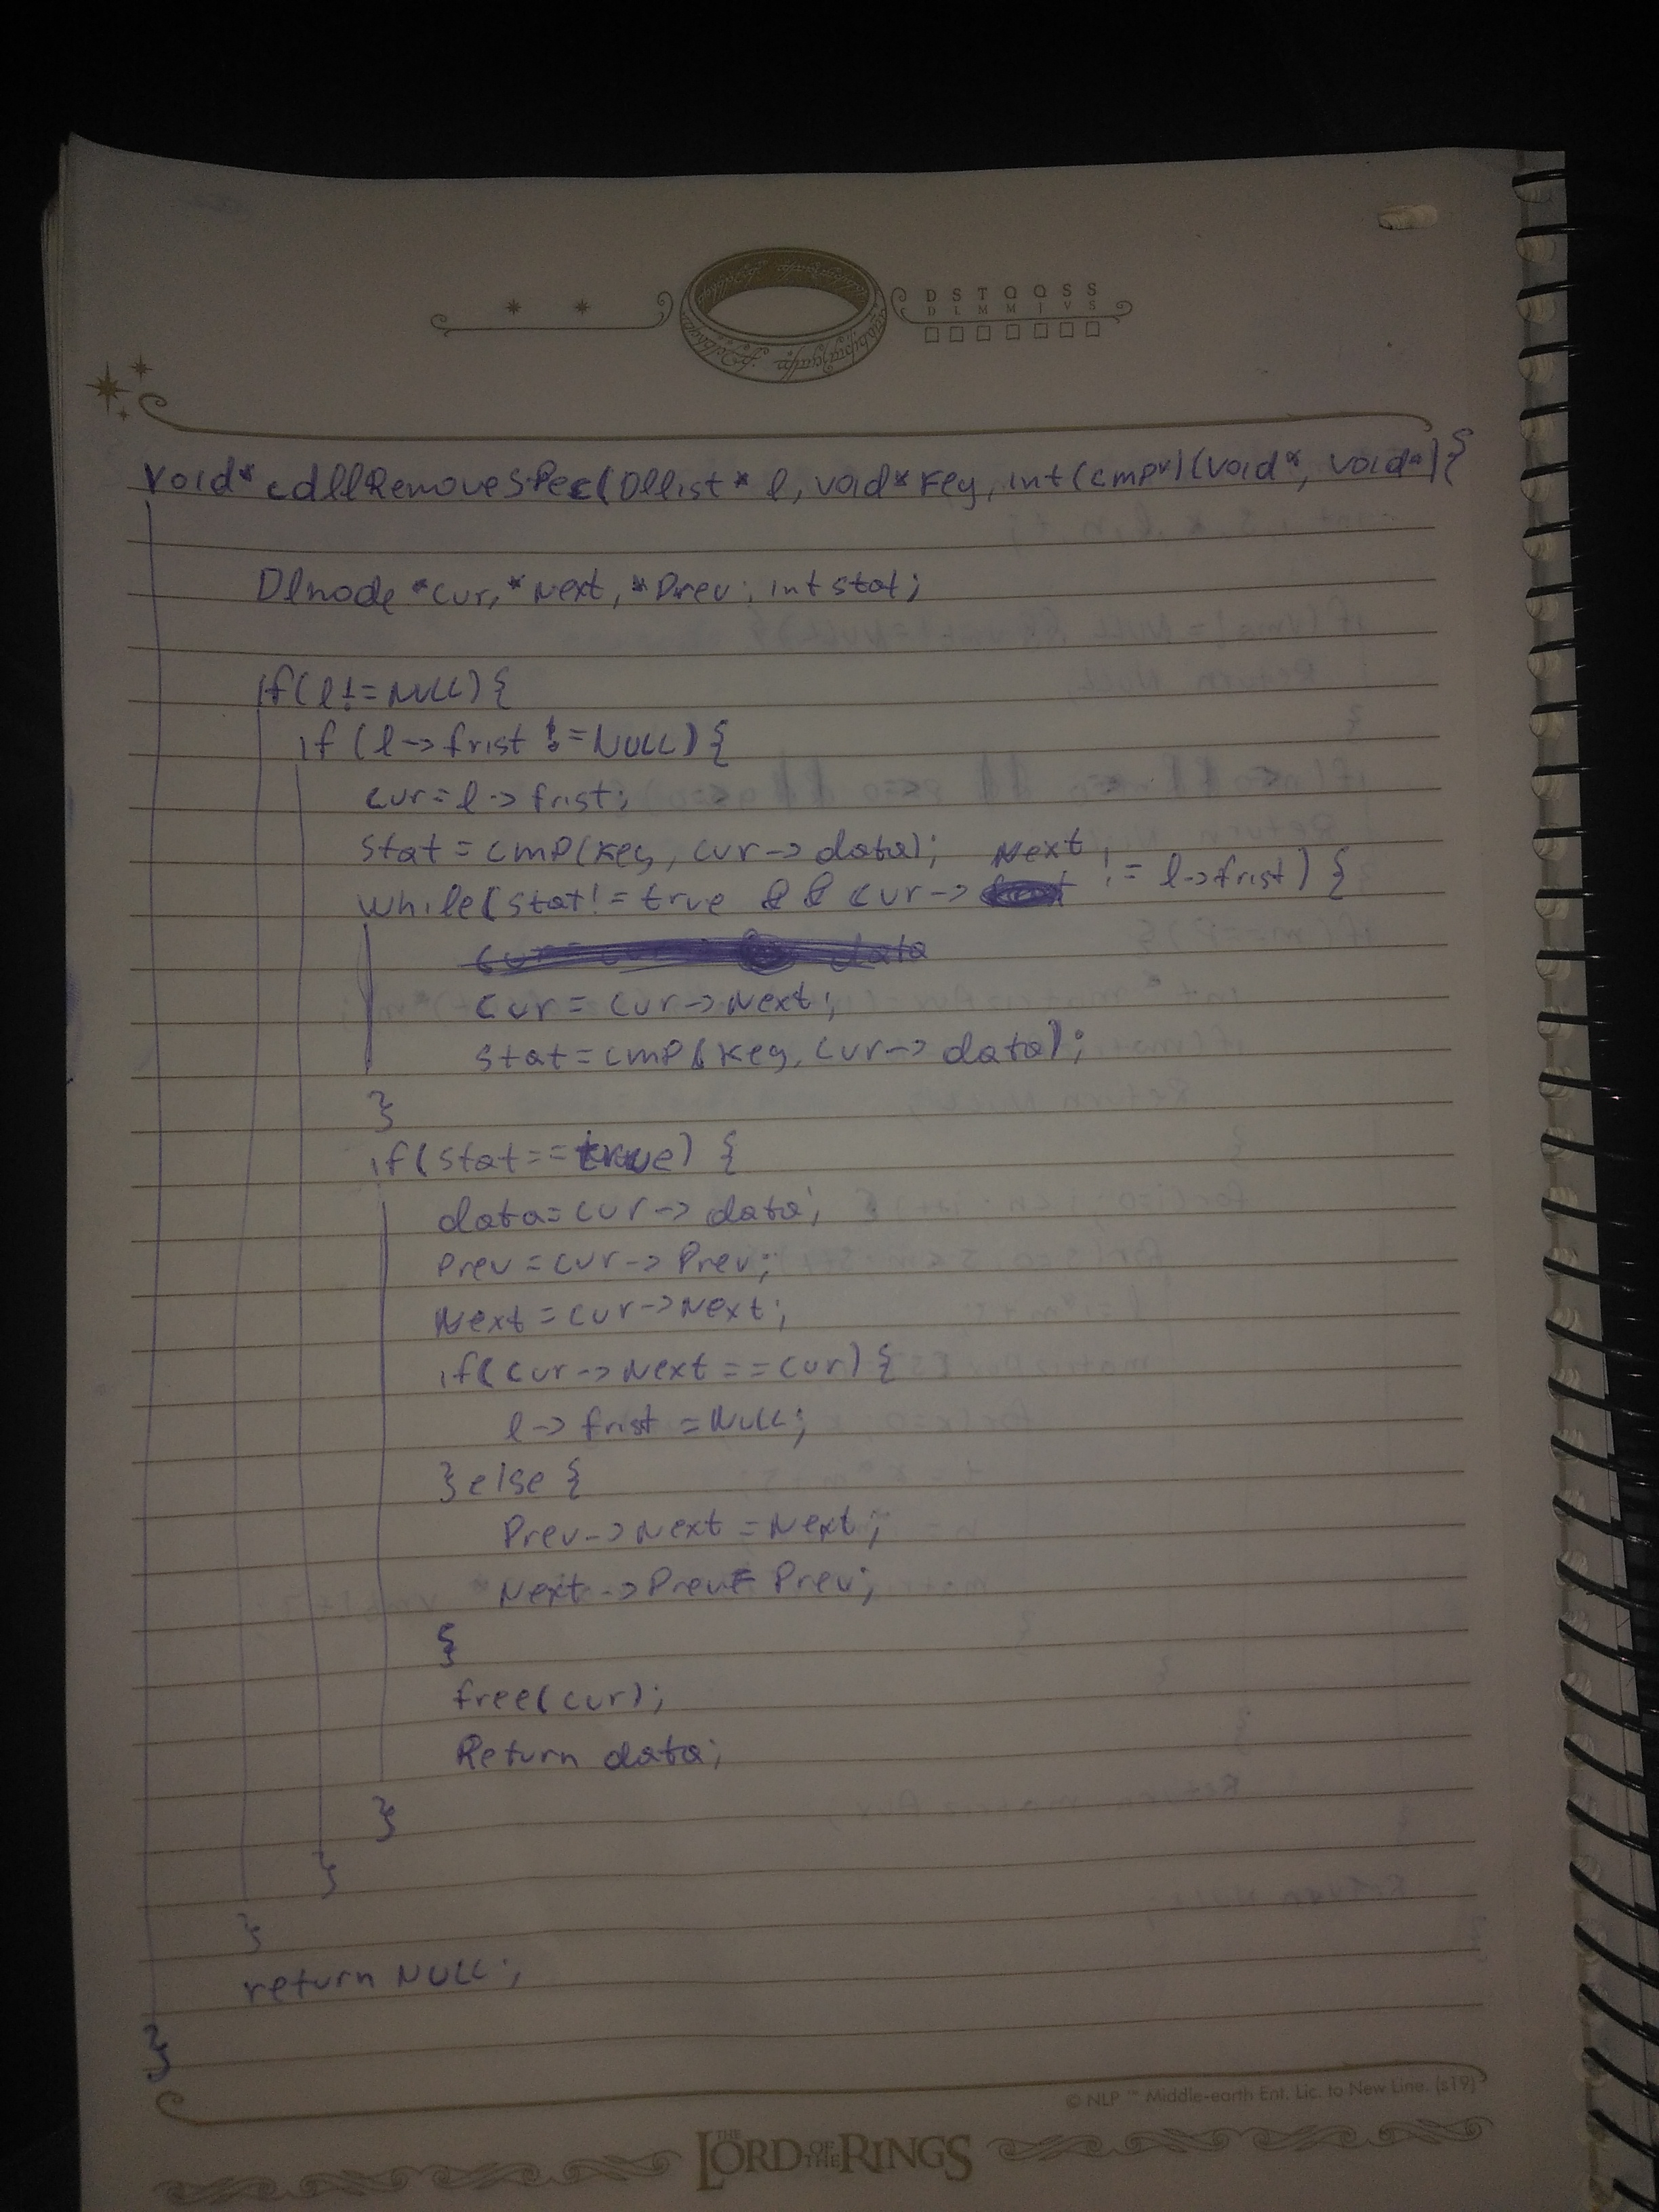 D S T Q Q S S
D L M M J V S
void* cdllRemoveSpec(Dllist* l, void* key, int(cmp*)(void*, void*){
Dlnode *cur, *Next, *Prev; int stat;
if(l!=NULL){
if(l->frist !=NULL){
cur=l->frist;
stat=cmp(key, cur->data);
while(stat!=true && cur->Next != l->frist){
cur = cur->Next;
stat=cmp(key, cur->data);
}
if(stat==true) {
data=cur->data;
Prev=cur->Prev;
Next=cur->Next;
if(cur->Next==cur){
l->frist=NULL;
}else{
Prev->Next=Next;
Next->Prev=Prev;
}
free(cur);
Return data;
}
}
}
return NULL;
}
© NLP ™ Middle-earth Ent. Lic. to New Line. (s19)
THE LORD OF THE RINGS